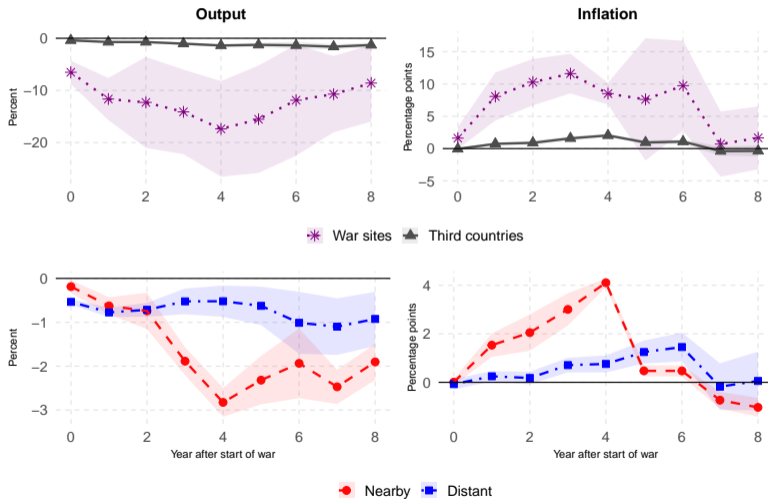 Output
Inflation
Percent
0
−10
−20
0 2 4 6 8
Percentage points
15
10
5
0
−5
0 2 4 6 8
War sites Third countries
Percent
0
−1
−2
−3
0 2 4 6 8
Year after start of war
Percentage points
4
2
0
0 2 4 6 8
Year after start of war
Nearby Distant